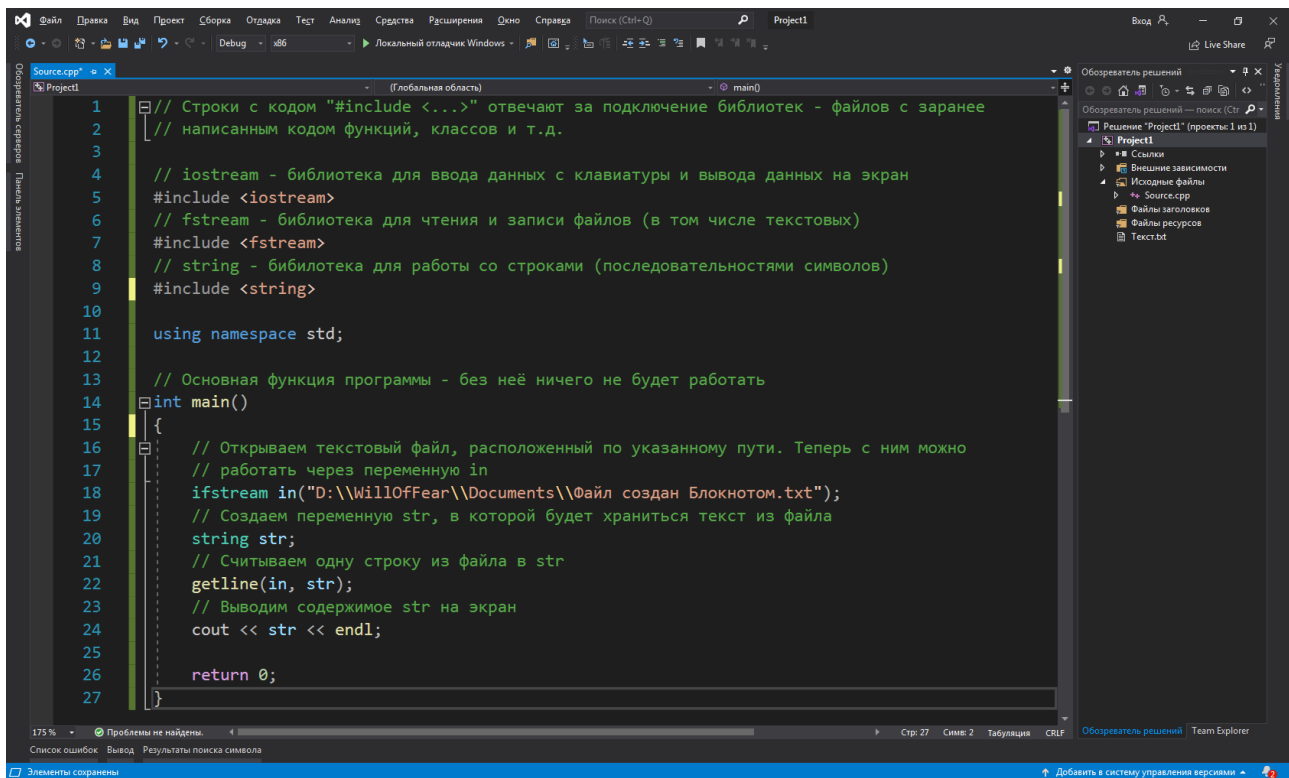 Файл Правка Вид Проект Сборка Отладка Тест Анализ Средства Расширения Окно Справка Поиск (Ctrl+Q) Project1 Вход
Debug x86 Локальный отладчик Windows Live Share
Обозреватель серверов
Панель элементов
Source.cpp*
Project1 (Глобальная область) main()
1 // Строки с кодом "#include <...>" отвечают за подключение библиотек - файлов с заранее
2 // написанным кодом функций, классов и т.д.
3
4 // iostream - библиотека для ввода данных с клавиатуры и вывода данных на экран
5 #include <iostream>
6 // fstream - библиотека для чтения и записи файлов (в том числе текстовых)
7 #include <fstream>
8 // string - бибилотека для работы со строками (последовательностями символов)
9 #include <string>
10
11 using namespace std;
12
13 // Основная функция программы - без неё ничего не будет работать
14 int main()
15 {
16 // Открываем текстовый файл, расположенный по указанному пути. Теперь с ним можно
17 // работать через переменную in
18 ifstream in("D:\\WillOfFear\\Documents\\Файл создан Блокнотом.txt");
19 // Создаем переменную str, в которой будет храниться текст из файла
20 string str;
21 // Считываем одну строку из файла в str
22 getline(in, str);
23 // Выводим содержимое str на экран
24 cout << str << endl;
25
26 return 0;
27 }
175 % Проблемы не найдены. Стр: 27 Симв: 2 Табуляция CRLF
Обозреватель решений
Обозреватель решений — поиск (Ctr
Решение "Project1" (проекты: 1 из 1)
Project1
Ссылки
Внешние зависимости
Исходные файлы
Source.cpp
Файлы заголовков
Файлы ресурсов
Текст.txt
Обозреватель решений Team Explorer
Уведомления
Список ошибок Вывод Результаты поиска символа
Элементы сохранены Добавить в систему управления версиями 2